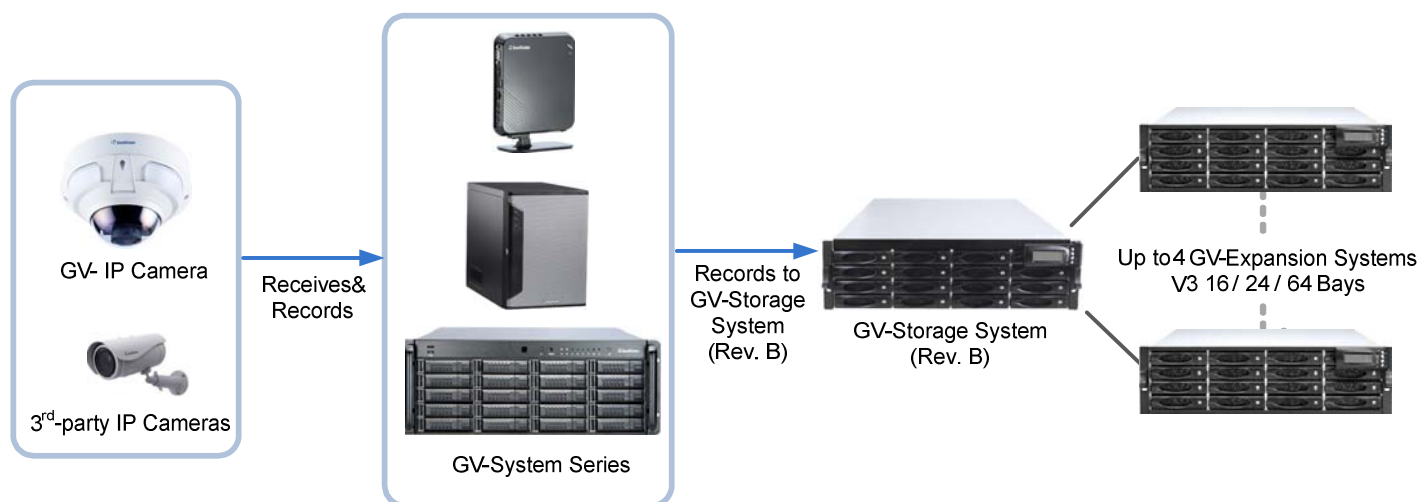 GV- IP Camera
3rd-party IP Cameras
Receives&
Records
GV-System Series
Records to
GV-Storage
System
(Rev. B)
GV-Storage System
(Rev. B)
Up to 4 GV-Expansion Systems
V3 16 / 24 / 64 Bays